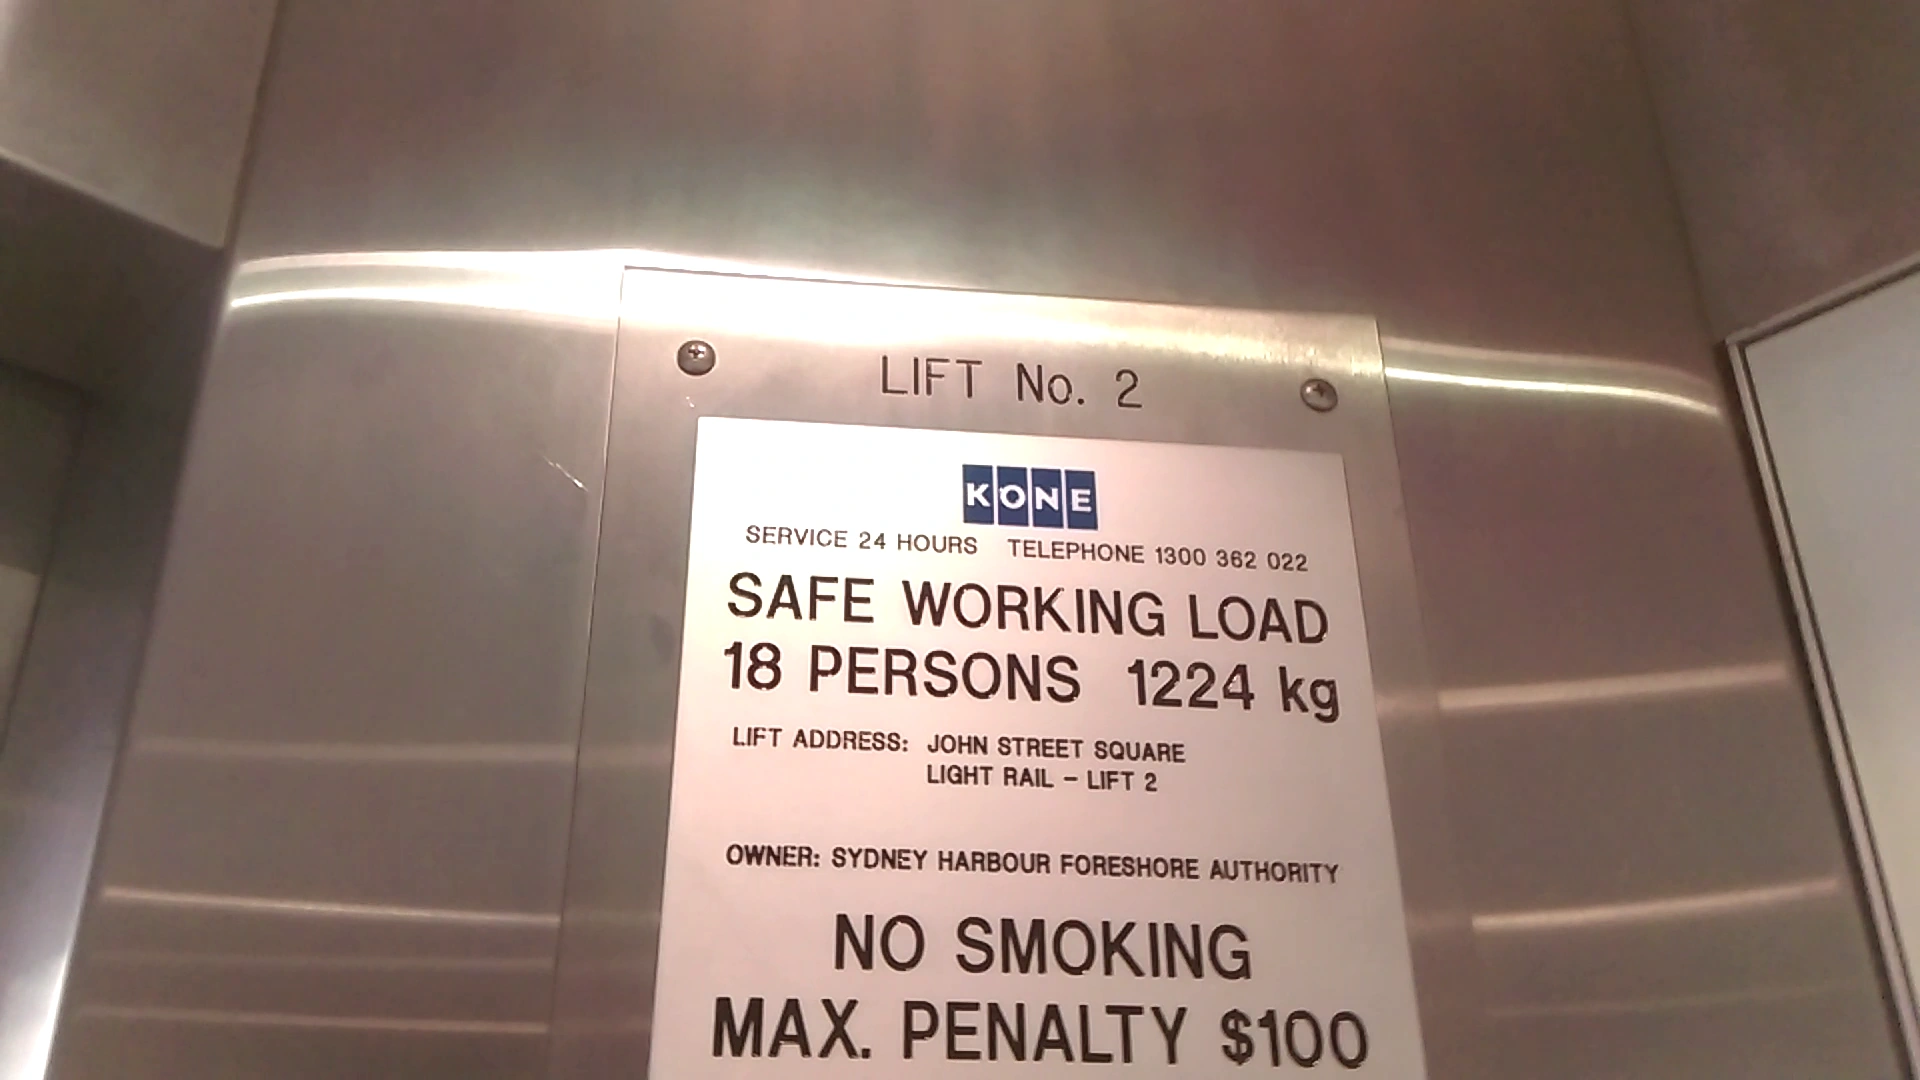 LIFT No. 2
KONE
SERVICE 24 HOURS TELEPHONE 1300 362 022
SAFE WORKING LOAD
18 PERSONS 1224 kg
LIFT ADDRESS: JOHN STREET SQUARE
LIGHT RAIL - LIFT 2
OWNER: SYDNEY HARBOUR FORESHORE AUTHORITY
NO SMOKING
MAX. PENALTY $100